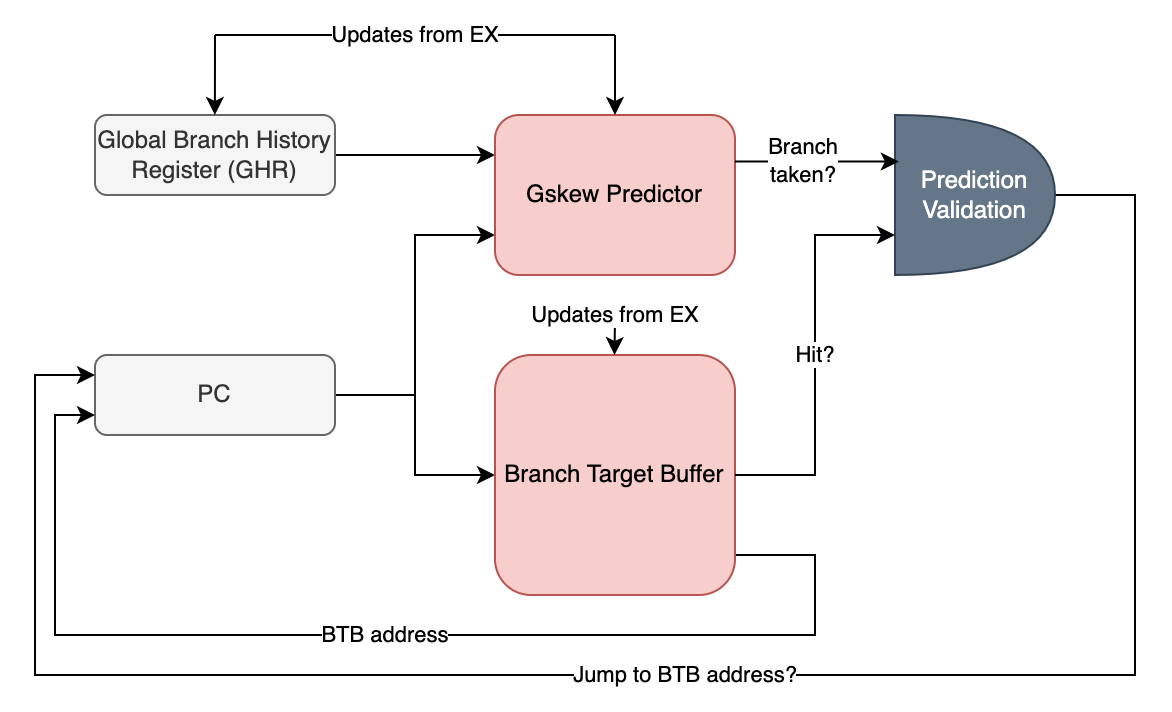 Updates from EX
Global Branch History
Register (GHR)
Gskew Predictor
Branch
taken?
Prediction
Validation
Updates from EX
Hit?
PC
Branch Target Buffer
BTB address
Jump to BTB address?